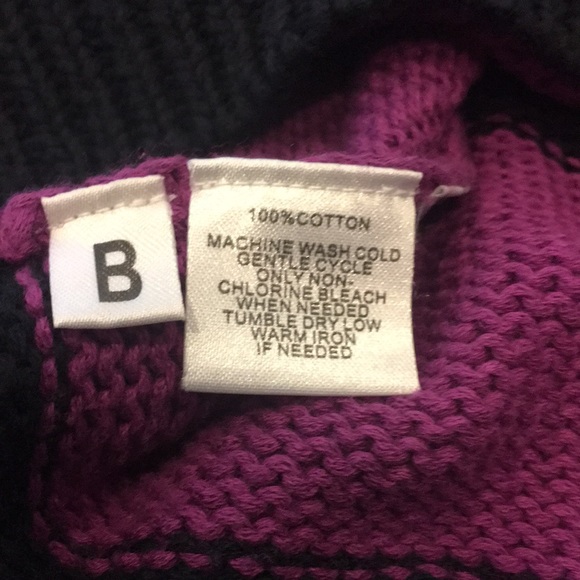 B
100%COTTON
MACHINE WASH COLD
GENTLE CYCLE
ONLY NON-
CHLORINE BLEACH
WHEN NEEDED
TUMBLE DRY LOW
WARM IRON
IF NEEDED